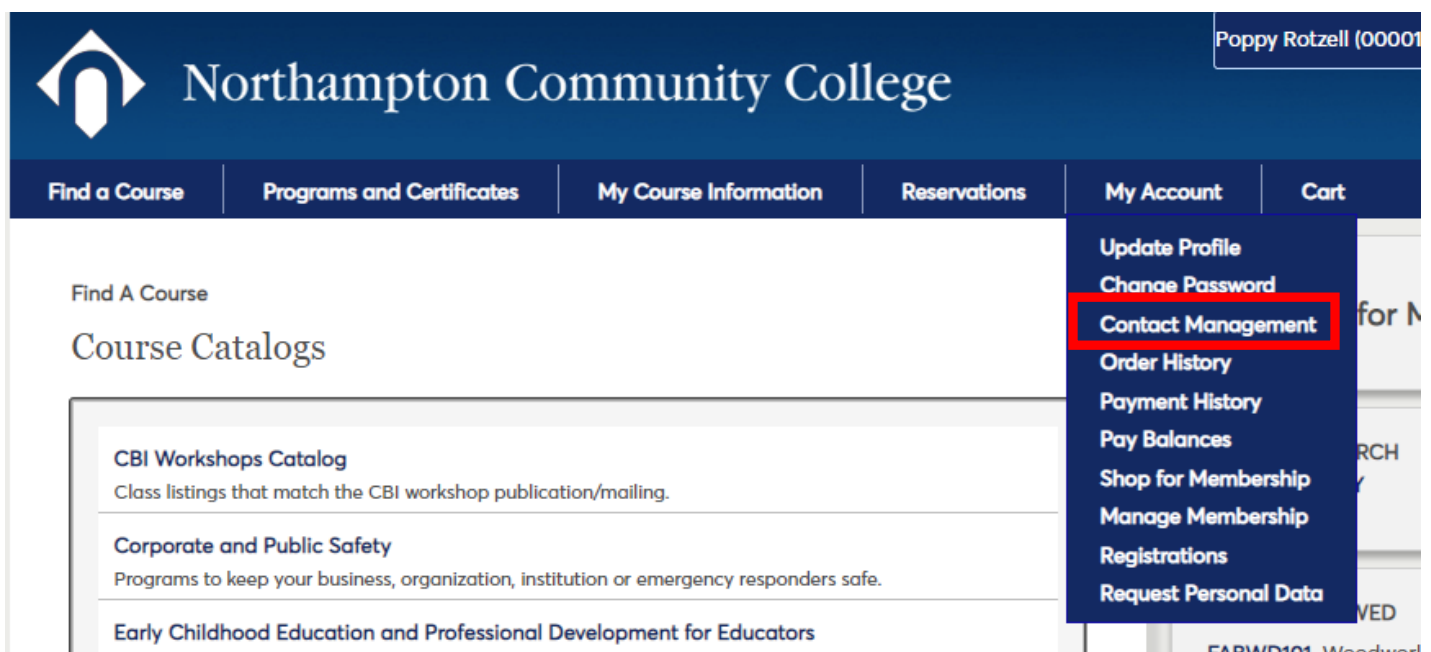 Poppy Rotzell (00001
Northampton Community College
Find a Course Programs and Certificates My Course Information Reservations My Account Cart
Update Profile
Change Password
Contact Management
Order History
Payment History
Pay Balances
Shop for Membership
Manage Membership
Registrations
Request Personal Data
Find A Course
Course Catalogs
CBI Workshops Catalog
Class listings that match the CBI workshop publication/mailing.
Corporate and Public Safety
Programs to keep your business, organization, institution or emergency responders safe.
Early Childhood Education and Professional Development for Educators
for
RCH